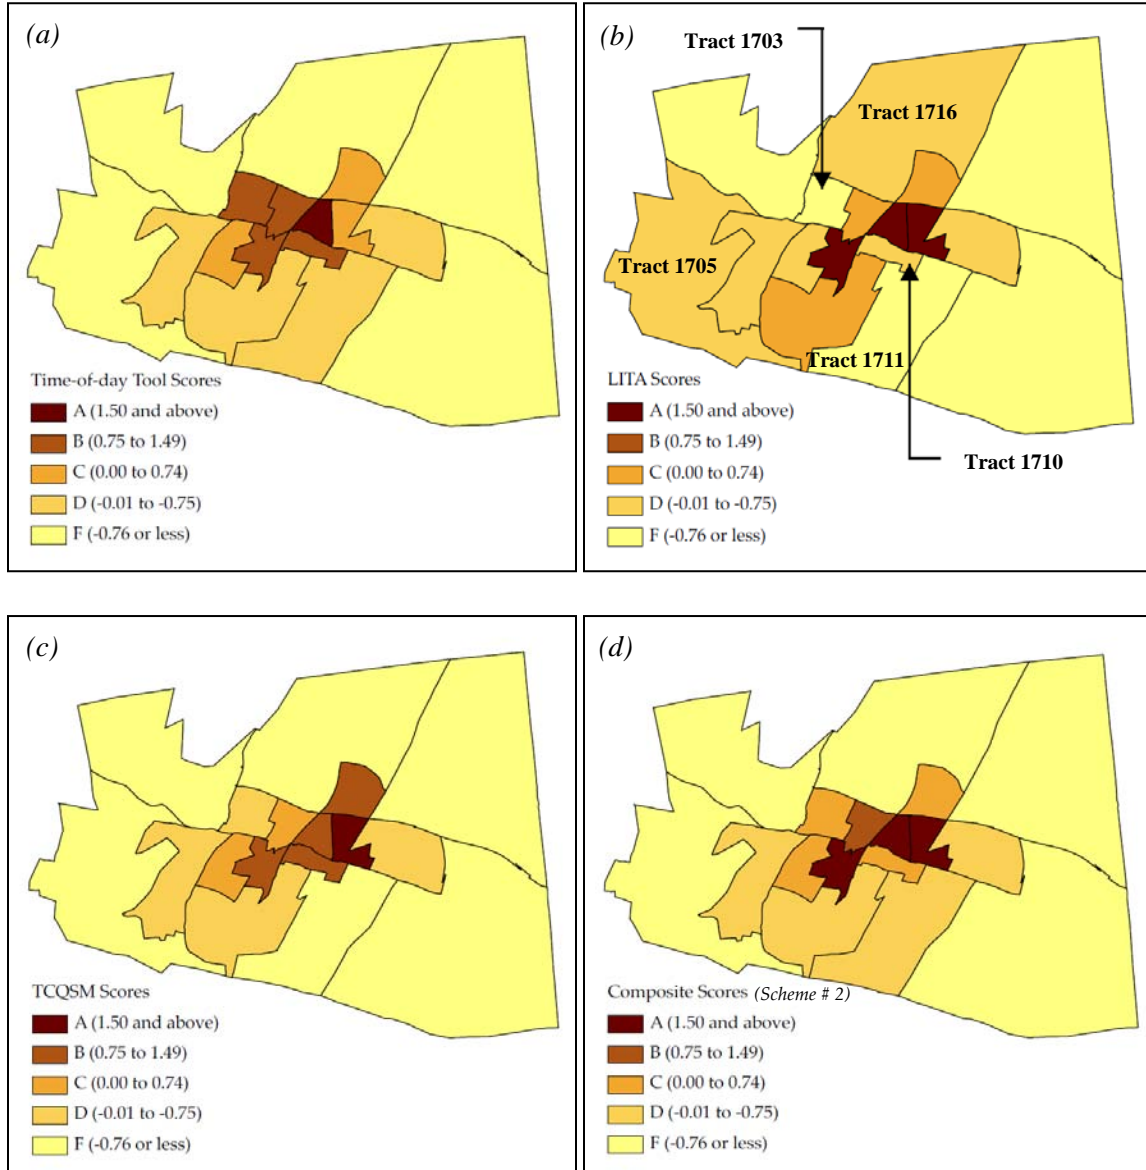 (a)
Time-of-day Tool Scores
A (1.50 and above)
B (0.75 to 1.49)
C (0.00 to 0.74)
D (-0.01 to -0.75)
F (-0.76 or less)
(b)
Tract 1703
Tract 1716
Tract 1705
Tract 1711
Tract 1710
LITA Scores
A (1.50 and above)
B (0.75 to 1.49)
C (0.00 to 0.74)
D (-0.01 to -0.75)
F (-0.76 or less)
(c)
TCQSM Scores
A (1.50 and above)
B (0.75 to 1.49)
C (0.00 to 0.74)
D (-0.01 to -0.75)
F (-0.76 or less)
(d)
Composite Scores (Scheme # 2)
A (1.50 and above)
B (0.75 to 1.49)
C (0.00 to 0.74)
D (-0.01 to -0.75)
F (-0.76 or less)